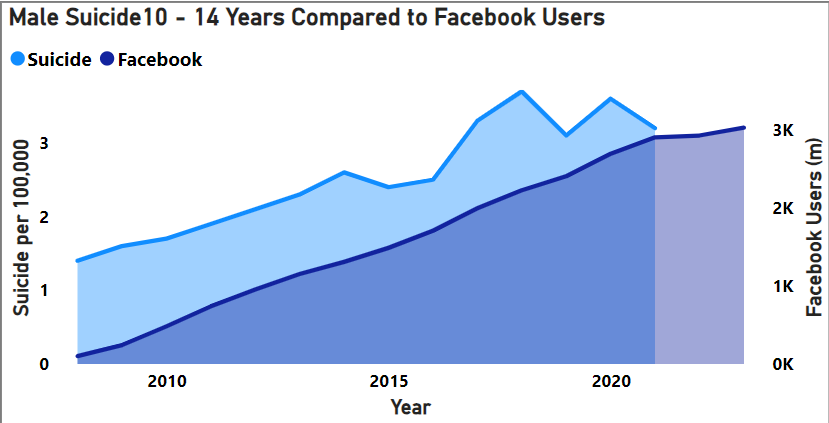 Male Suicide10 - 14 Years Compared to Facebook Users
Suicide Facebook
Suicide per 100,000
3
2
1
0
3K
2K
1K
0K
Facebook Users (m)
2010 2015 2020
Year